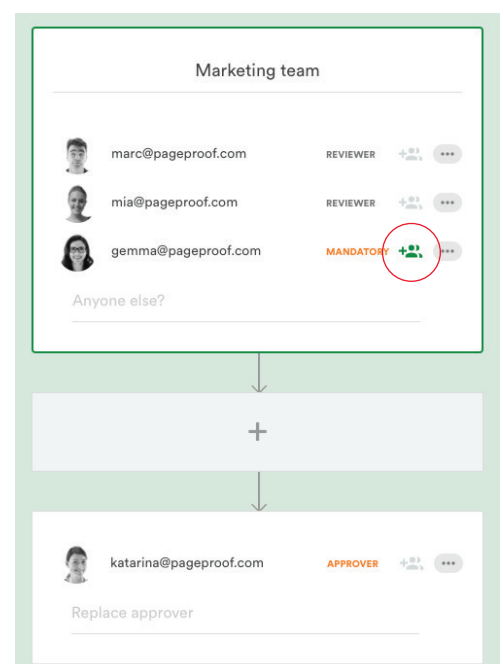 Marketing team
marc@pageproof.com REVIEWER
mia@pageproof.com REVIEWER
gemma@pageproof.com MANDATORY
Anyone else?
katarina@pageproof.com APPROVER
Replace approver